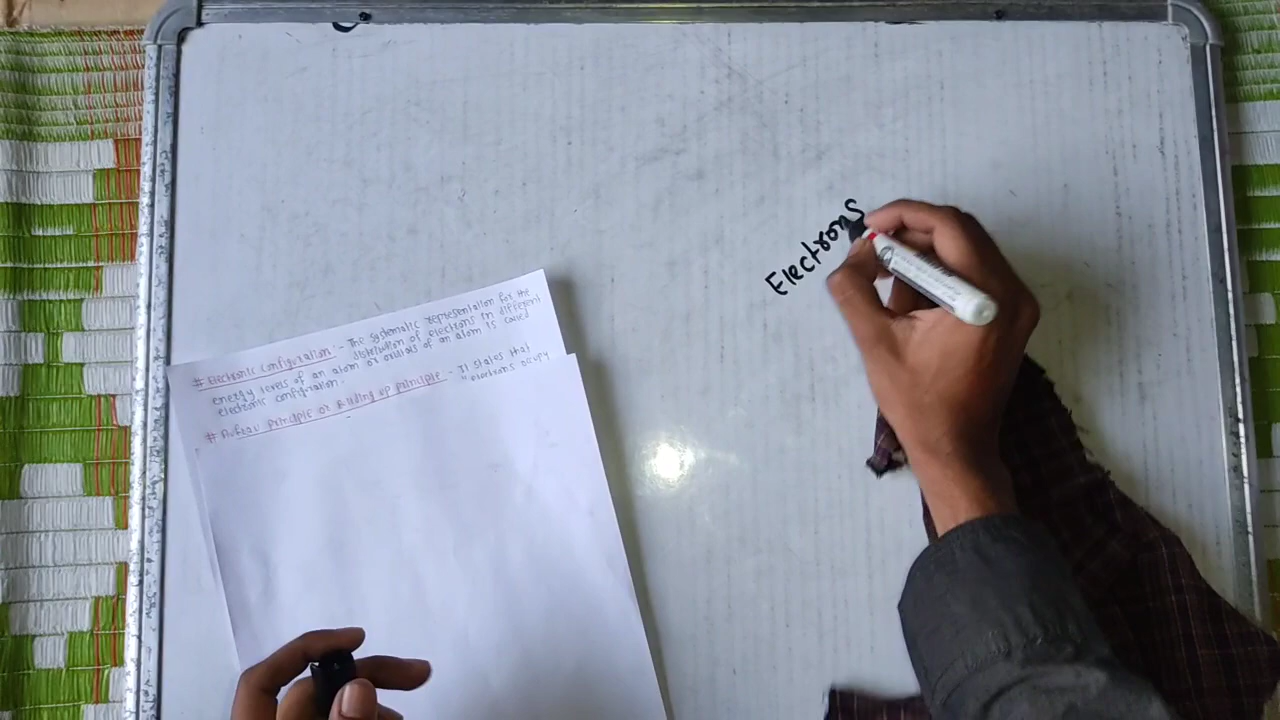 # Electronic Configuration :- The systematic representation for the
distribution of electrons in different
energy levels of an atom or orbitals of an atom is called
electronic configuration.
# Aufbau principle or Building up principle - It states that
"electrons occupy
Electrons